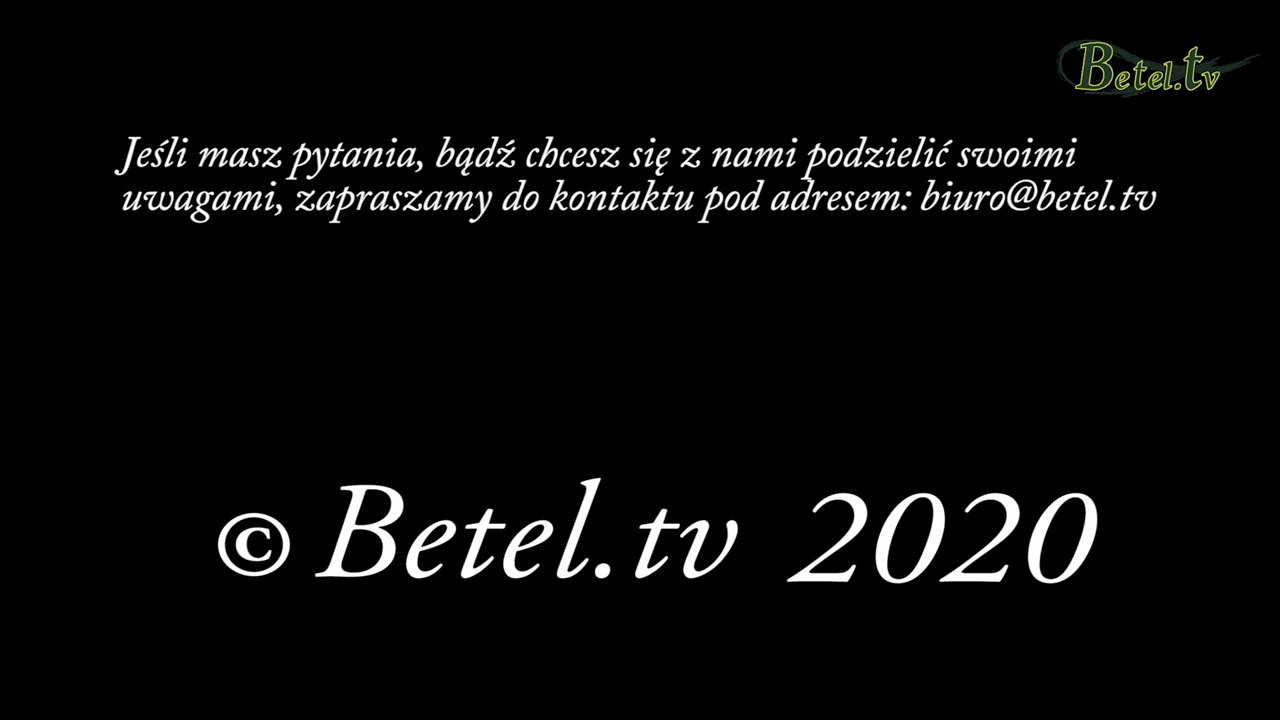 Betel.tv
Jeśli masz pytania, bądź chcesz się z nami podzielić swoimi
uwagami, zapraszamy do kontaktu pod adresem: biuro@betel.tv
© Betel.tv 2020